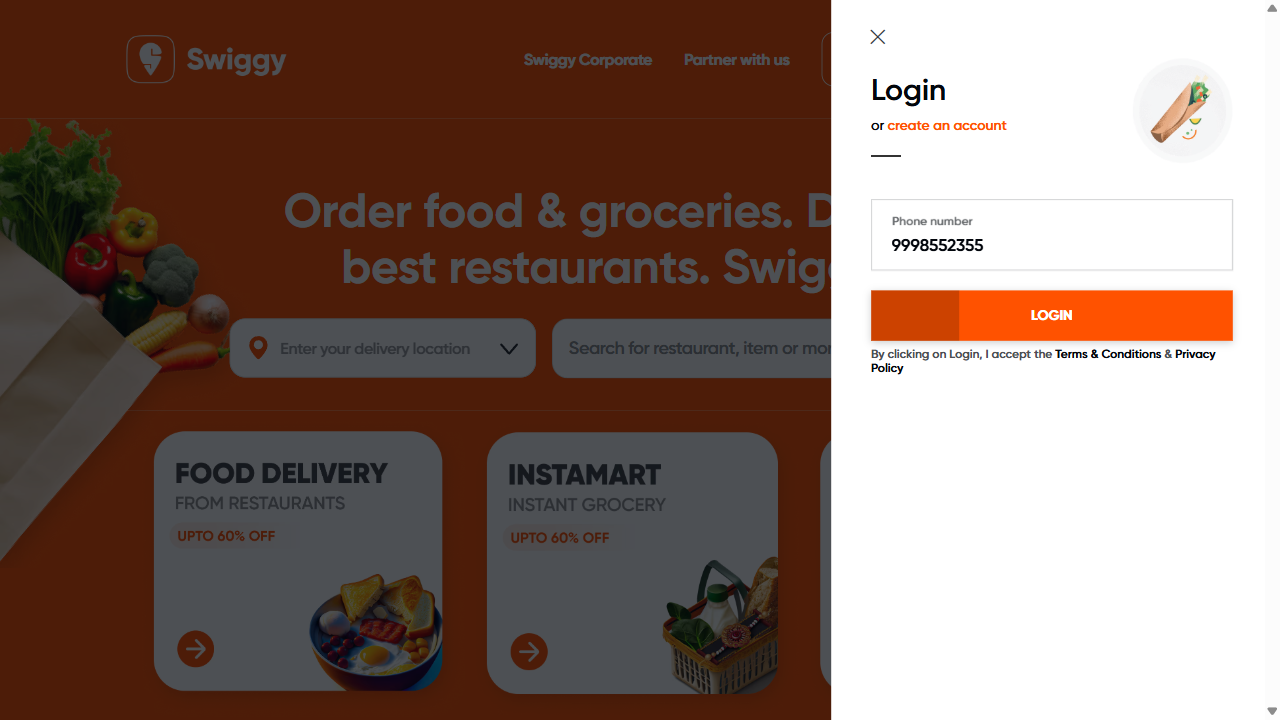 Swiggy
Swiggy Corporate
Partner with us
Order food & groceries.
best restaurants.
Enter your delivery location
Search for restaurant, item or
FOOD DELIVERY
FROM RESTAURANTS
UPTO 60% OFF
INSTAMART
INSTANT GROCERY
UPTO 60% OFF
Login
or create an account
Phone number
9998552355
LOGIN
By clicking on Login, I accept the Terms & Conditions & Privacy
Policy